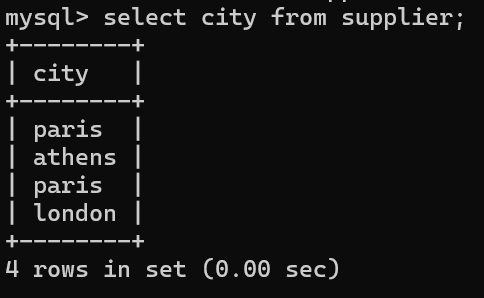 mysql> select city from supplier;
+--------+
| city   |
+--------+
| paris  |
| athens |
| paris  |
| london |
+--------+
4 rows in set (0.00 sec)